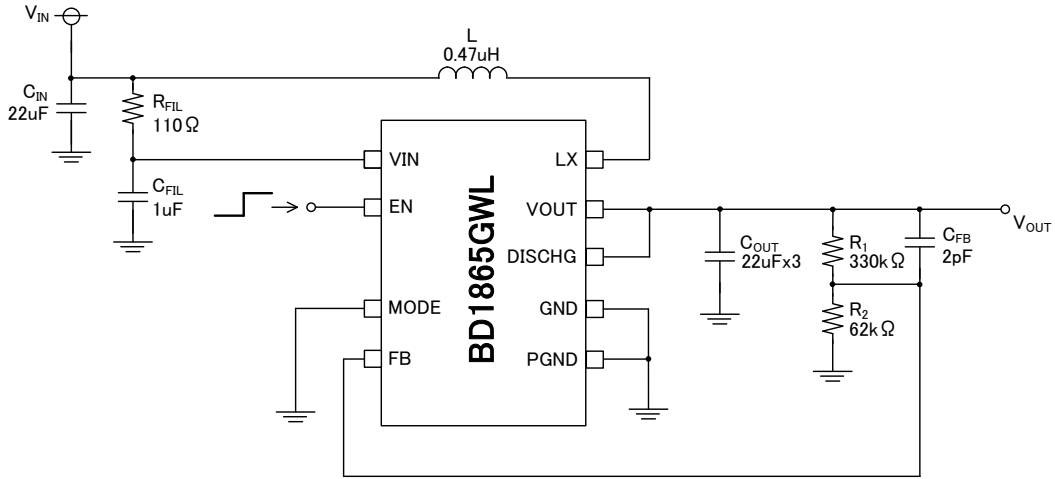 VIN
L
0.47uH
CIN
22uF
RFIL
110Ω
CFIL
1uF
VIN
EN
MODE
FB
BD1865GWL
LX
VOUT
DISCHG
GND
PGND
COUT
22uFx3
R1
330kΩ
CFB
2pF
R2
62kΩ
VOUT